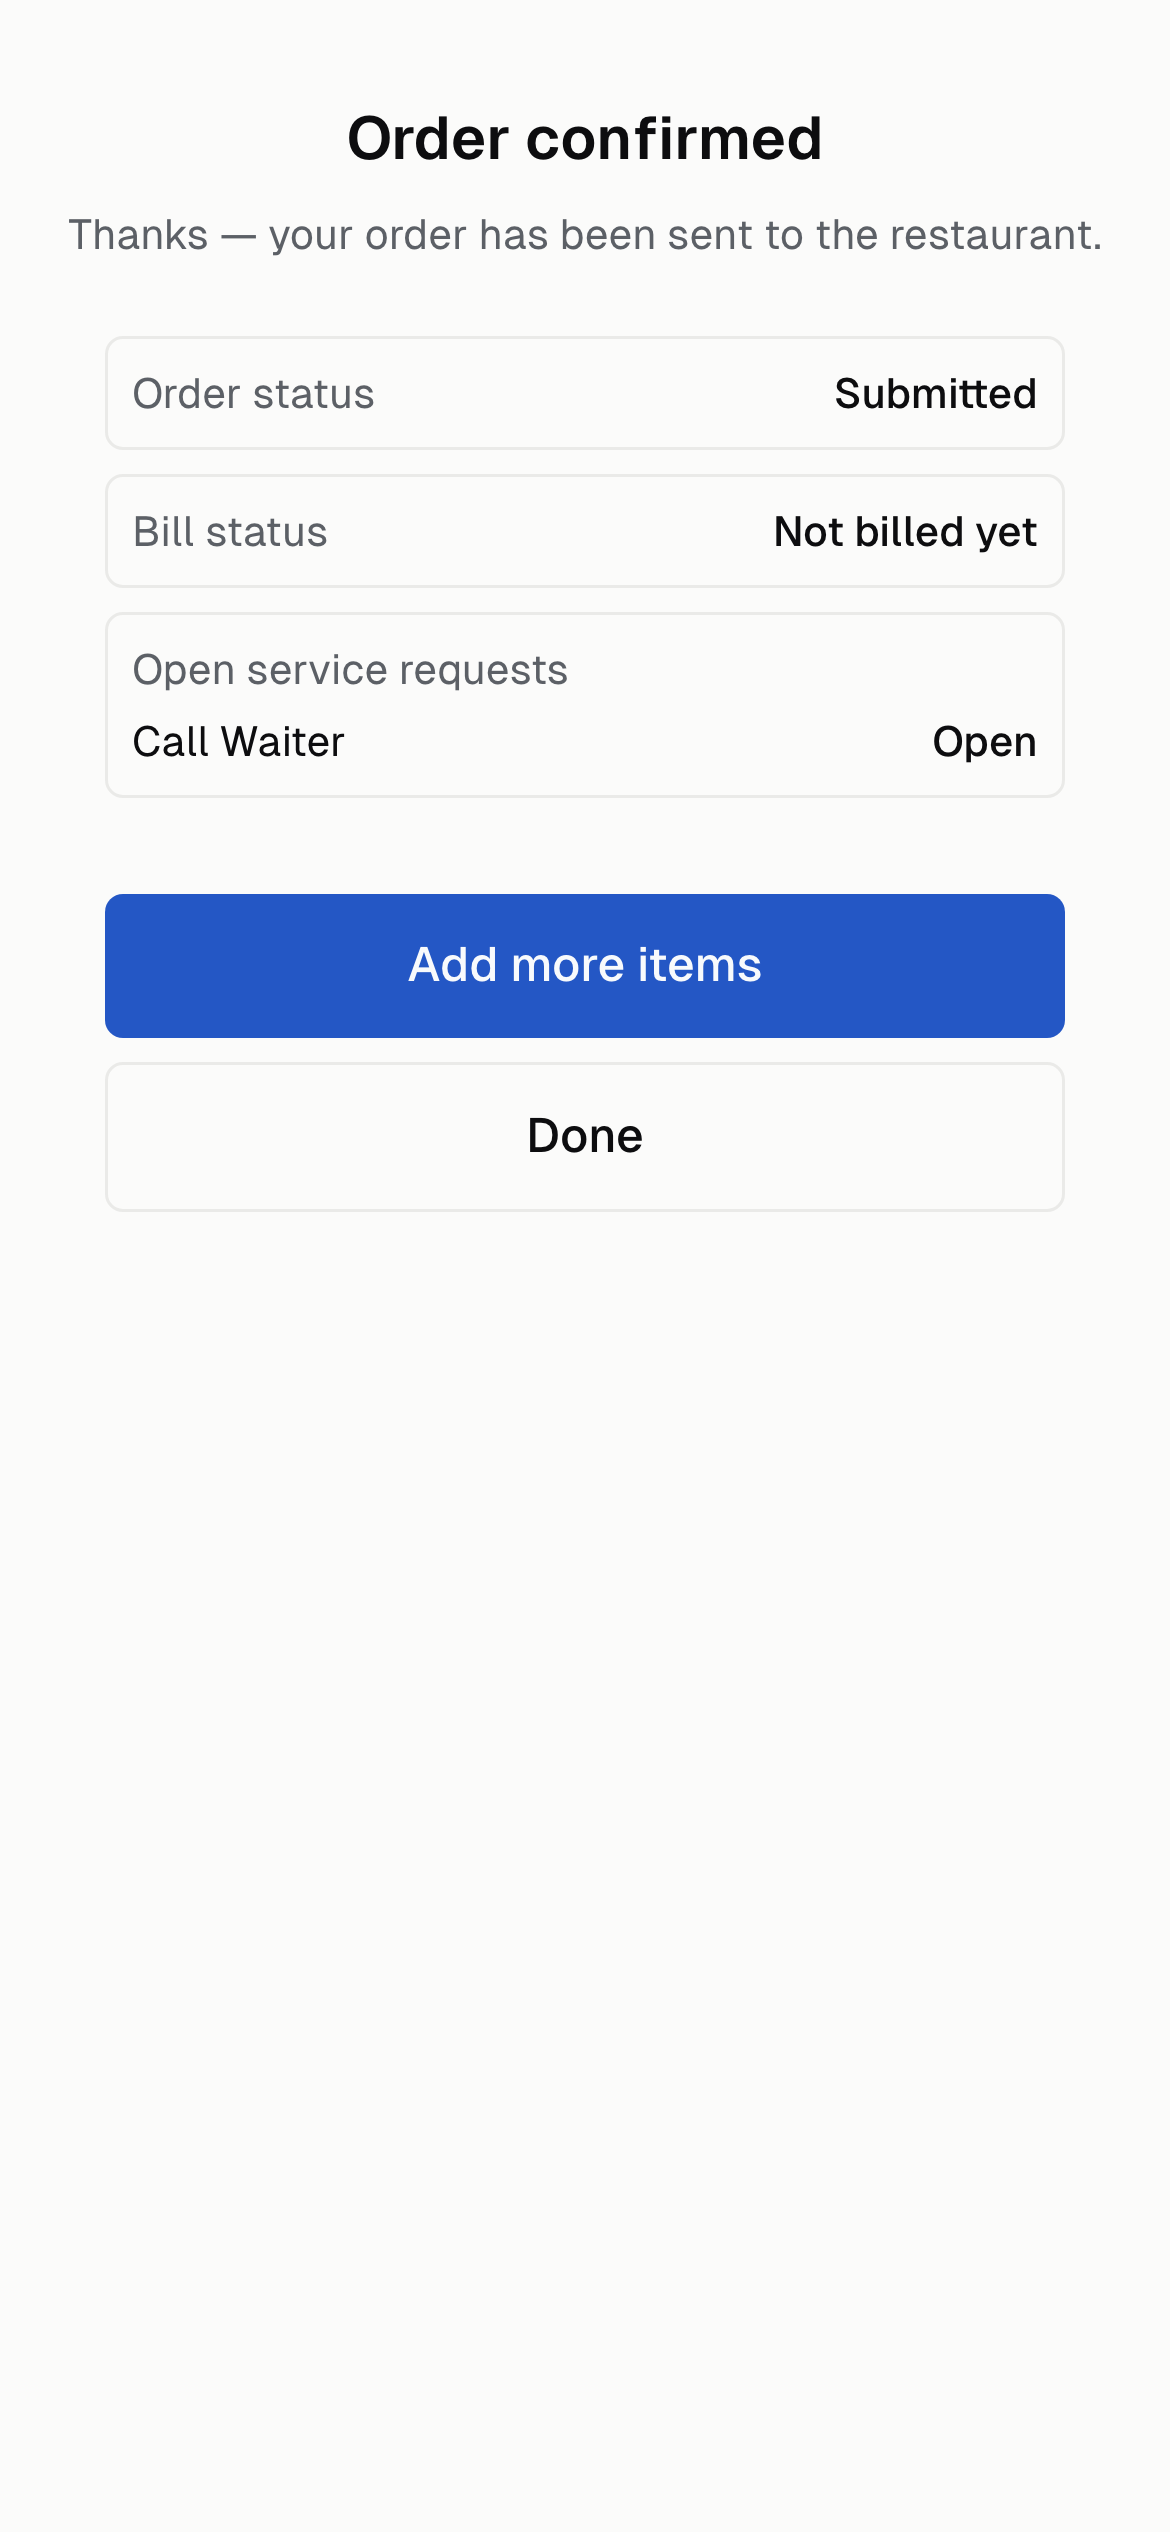 Order confirmed
Thanks — your order has been sent to the restaurant.
Order status Submitted
Bill status Not billed yet
Open service requests
Call Waiter Open
Add more items
Done